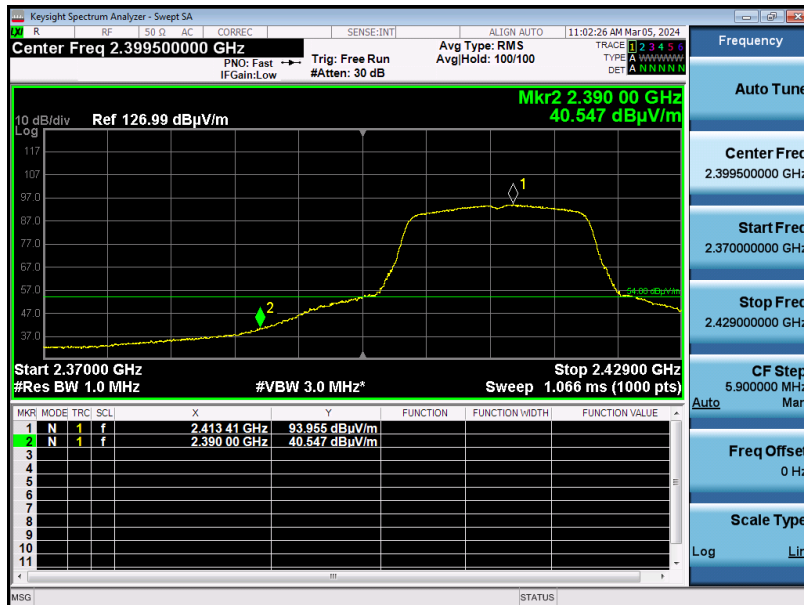 Keysight Spectrum Analyzer - Swept SA
LXI R RF 50 Ω AC CORREC SENSE:INT ALIGN AUTO 11:02:26 AM Mar 05, 2024
Center Freq 2.399500000 GHz
PNO: Fast
IFGain:Low
Trig: Free Run
#Atten: 30 dB
Avg Type: RMS
Avg|Hold: 100/100
TRACE 1 2 3 4 5 6
TYPE A W W W W W
DET A N N N N N
Mkr2 2.390 00 GHz
40.547 dBµV/m
10 dB/div Ref 126.99 dBµV/m
Log
117
107
97.0
87.0
77.0
67.0
57.0
47.0
37.0
1
2
54.00 dBµV/m
Start 2.37000 GHz Stop 2.42900 GHz
#Res BW 1.0 MHz #VBW 3.0 MHz* Sweep 1.066 ms (1000 pts)
MKR MODE TRC SCL X Y FUNCTION FUNCTION WIDTH FUNCTION VALUE
1 N 1 f 2.413 41 GHz 93.955 dBµV/m
2 N 1 f 2.390 00 GHz 40.547 dBµV/m
3
4
5
6
7
8
9
10
11
MSG STATUS
Frequency
Auto Tune
Center Freq
2.399500000 GHz
Start Freq
2.370000000 GHz
Stop Freq
2.429000000 GHz
CF Step
5.900000 MHz
Auto Man
Freq Offset
0 Hz
Scale Type
Log Lin